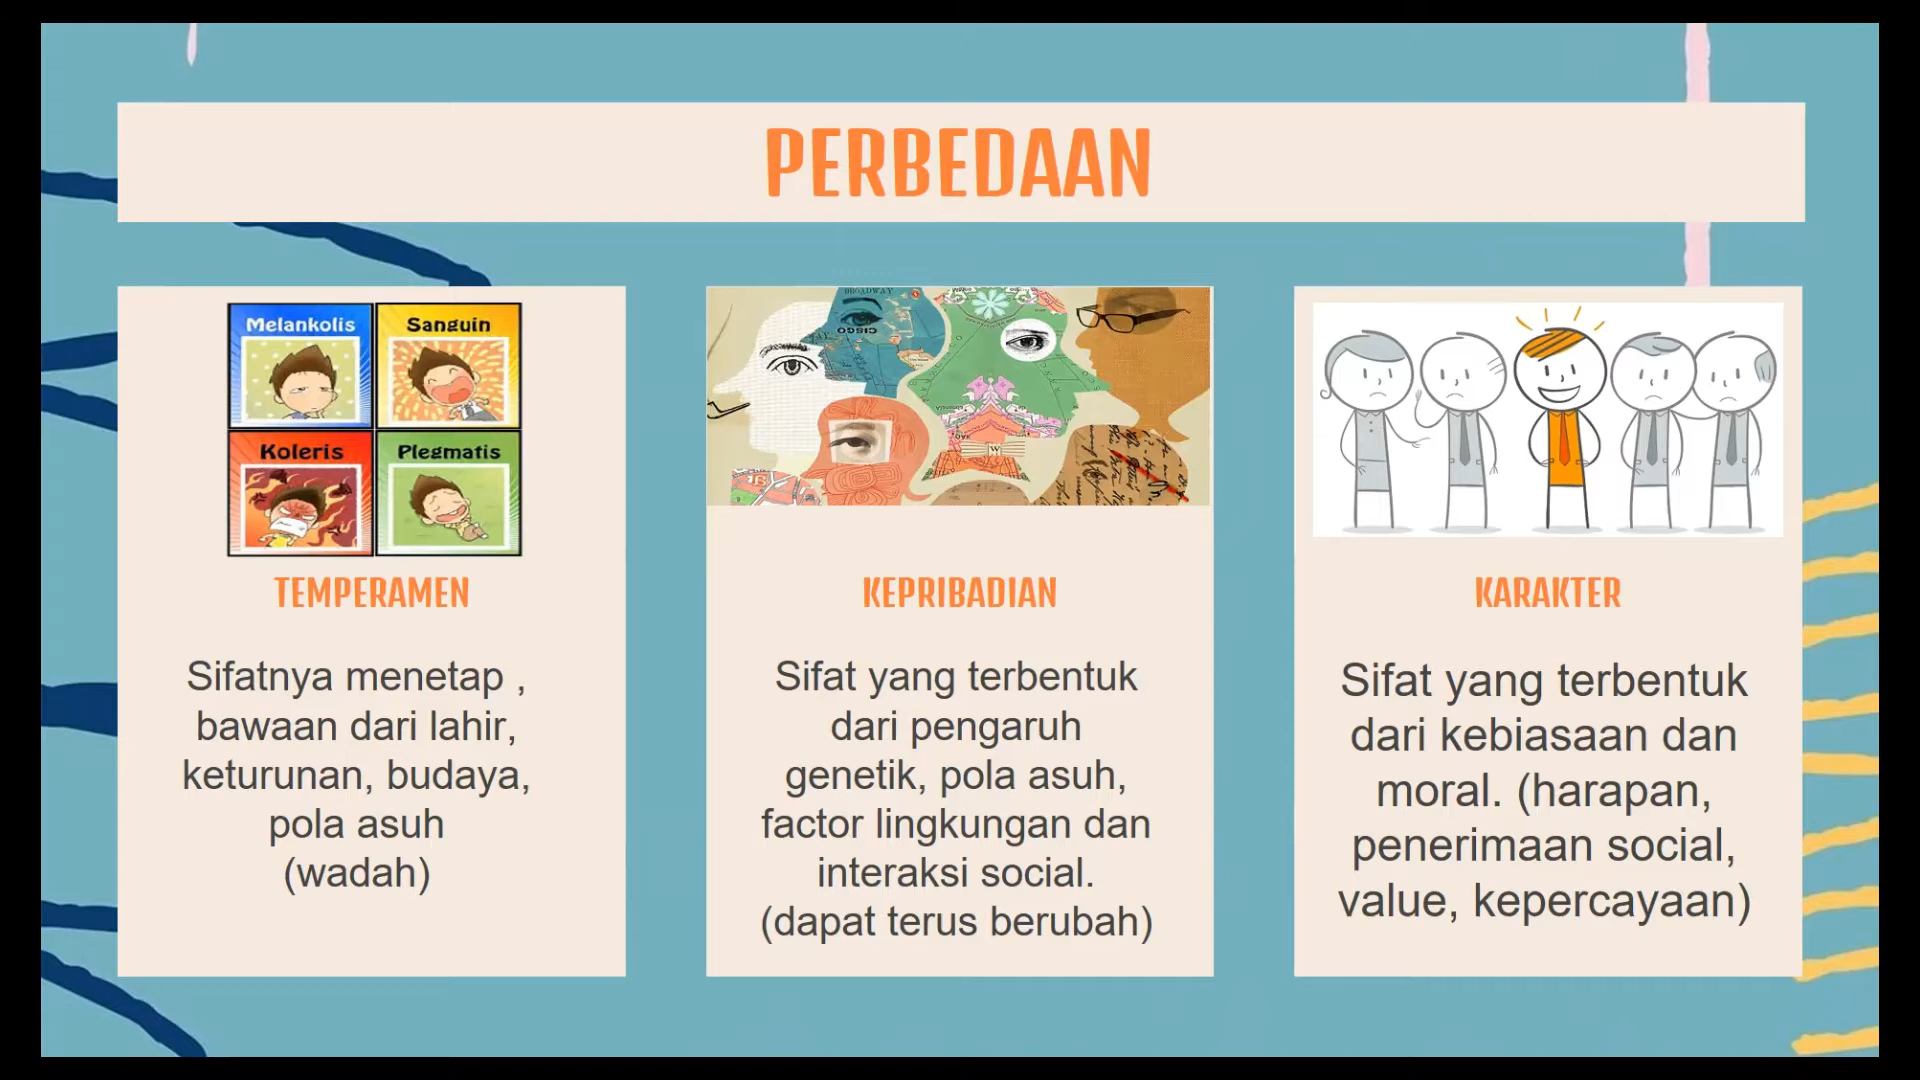 PERBEDAAN
Melankolis
Sanguin
Koleris
Plegmatis
BROADWAY
CISCO
TEMPERAMEN
Sifatnya menetap ,
bawaan dari lahir,
keturunan, budaya,
pola asuh
(wadah)
KEPRIBADIAN
Sifat yang terbentuk
dari pengaruh
genetik, pola asuh,
factor lingkungan dan
interaksi social.
(dapat terus berubah)
KARAKTER
Sifat yang terbentuk
dari kebiasaan dan
moral. (harapan,
penerimaan social,
value, kepercayaan)